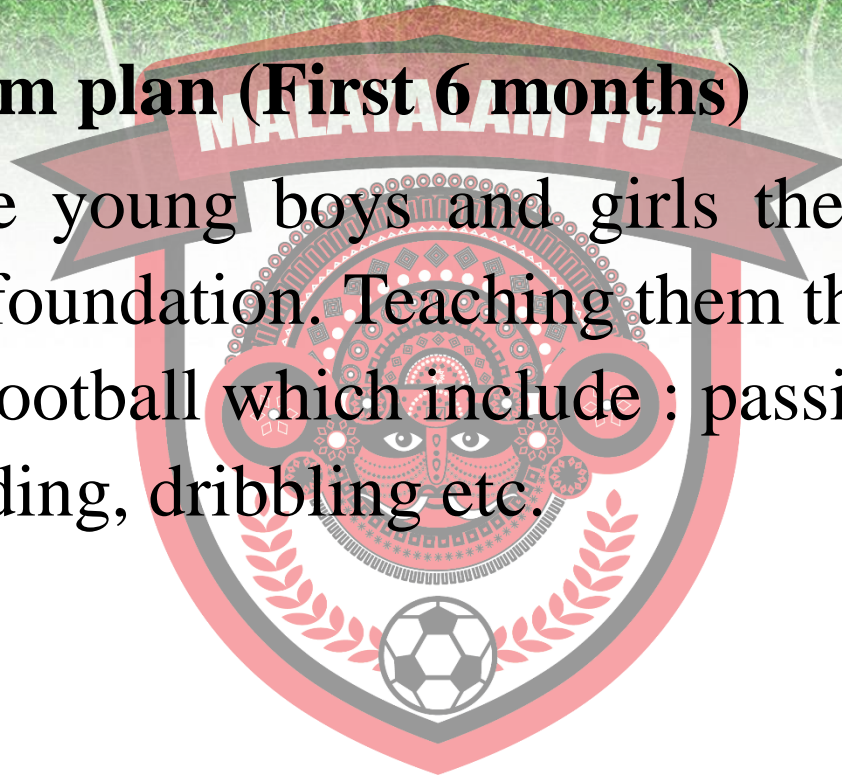 m plan (First 6 months)
MALAYALAM FC
e young boys and girls the
foundation. Teaching them th
ootball which include : passi
ding, dribbling etc.